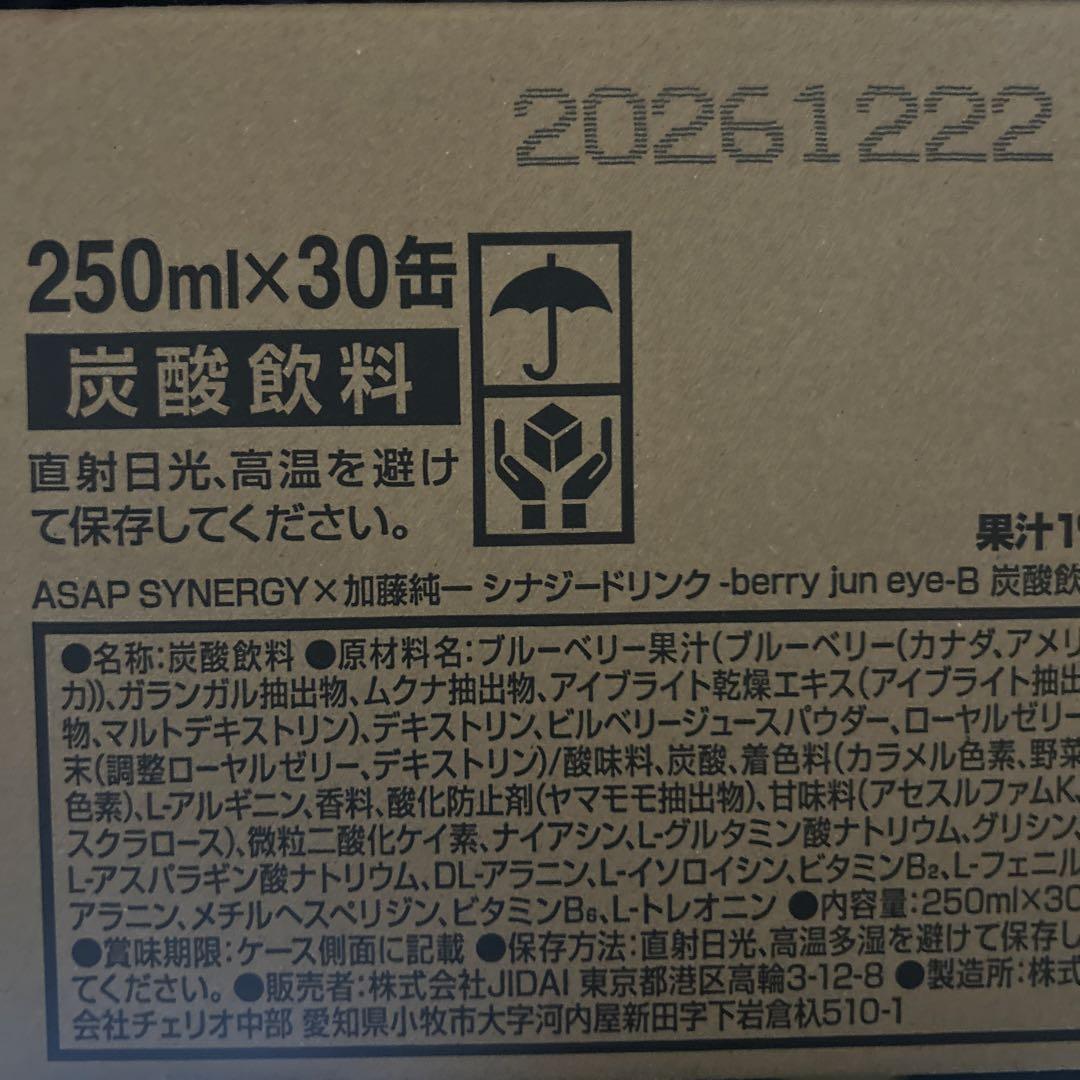 20261222
250ml×30缶
炭酸飲料
直射日光、高温を避け
て保存してください。
果汁1
ASAP SYNERGY×加藤純一 シナジードリンク -berry jun eye-B 炭酸飲
●名称:炭酸飲料 ●原材料名:ブルーベリー果汁(ブルーベリー(カナダ、アメリ
カ))、ガランガル抽出物、ムクナ抽出物、アイブライト乾燥エキス(アイブライト抽出
物、マルトデキストリン)、デキストリン、ビルベリージュースパウダー、ローヤルゼリー
末(調整ローヤルゼリー、デキストリン)/酸味料、炭酸、着色料(カラメル色素、野菜
色素)、L-アルギニン、香料、酸化防止剤(ヤマモモ抽出物)、甘味料(アセスルファムK、
スクラロース)、微粒二酸化ケイ素、ナイアシン、L-グルタミン酸ナトリウム、グリシン、
L-アスパラギン酸ナトリウム、DL-アラニン、L-イソロイシン、ビタミンB₂、L-フェニル
アラニン、メチルヘスペリジン、ビタミンB₆、L-トレオニン ●内容量:250ml×30
●賞味期限:ケース側面に記載 ●保存方法:直射日光、高温多湿を避けて保存し
てください。 ●販売者:株式会社JIDAI 東京都港区高輪3-12-8 ●製造所:株式
会社チェリオ中部 愛知県小牧市大字河内屋新田字下岩倉杁510-1